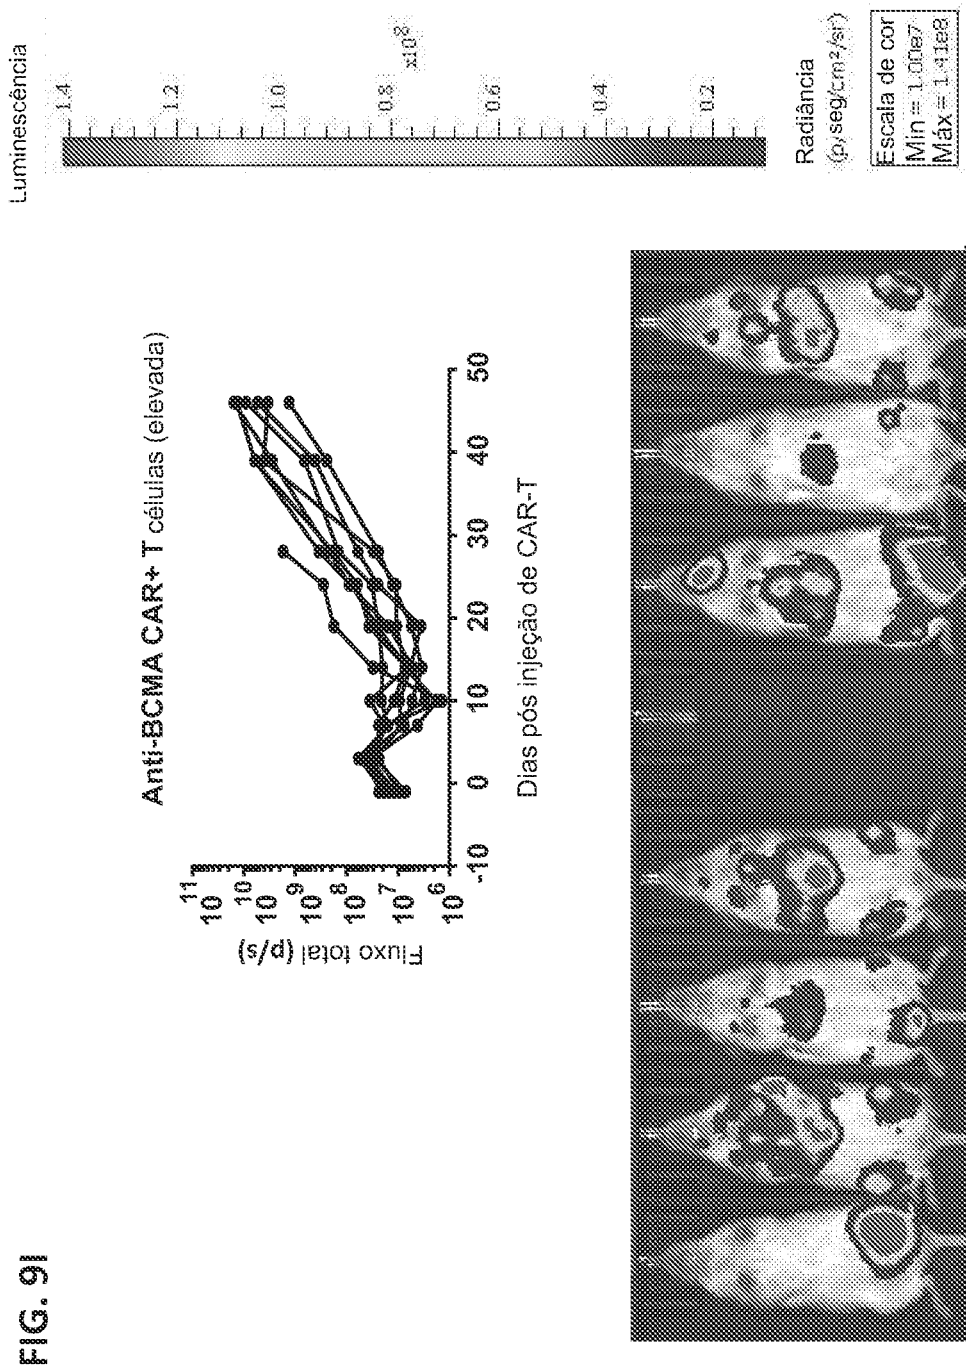 FIG. 9I
Anti-BCMA CAR+ T células (elevada)
Fluxo total (p/s)
10^11
10^10
10^9
10^8
10^7
10^6
-10 0 10 20 30 40 50
Dias pós injeção de CAR-T
Luminescência
1.4
1.2
1.0
0.8
x10^8
0.6
0.4
0.2
Radiância
(p/seg/cm²/sr)
Escala de cor
Min = 1.00e7
Máx = 1.41e8